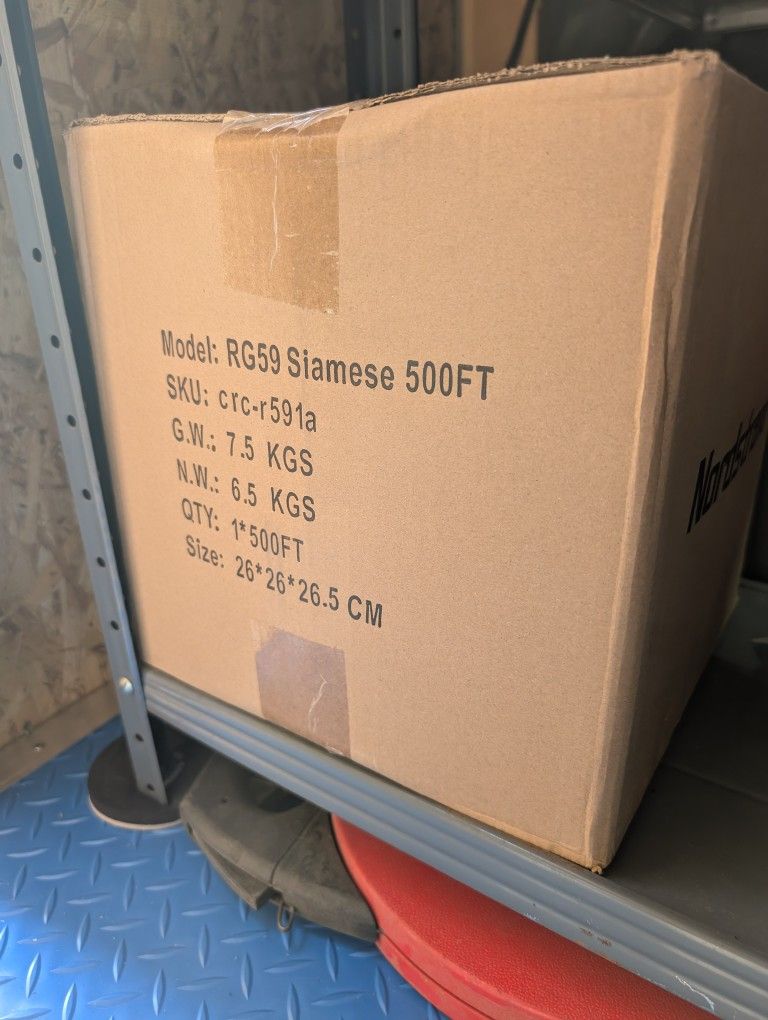 Model: RG59 Siamese 500FT
SKU: crc-r591a
G.W.: 7.5 KGS
N.W.: 6.5 KGS
QTY: 1*500FT
Size: 26*26*26.5 CM